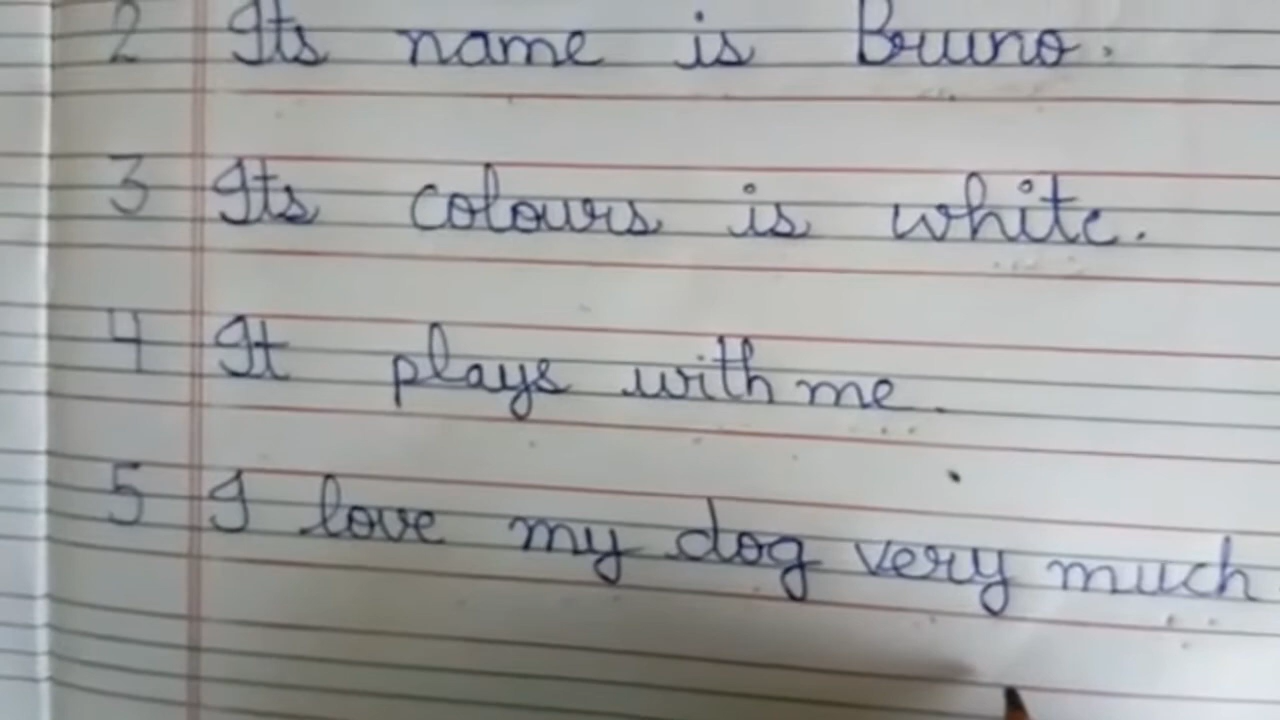 2 Its name is Bruno.
3 Its colours is white.
4 It plays with me.
5 I love my dog very much